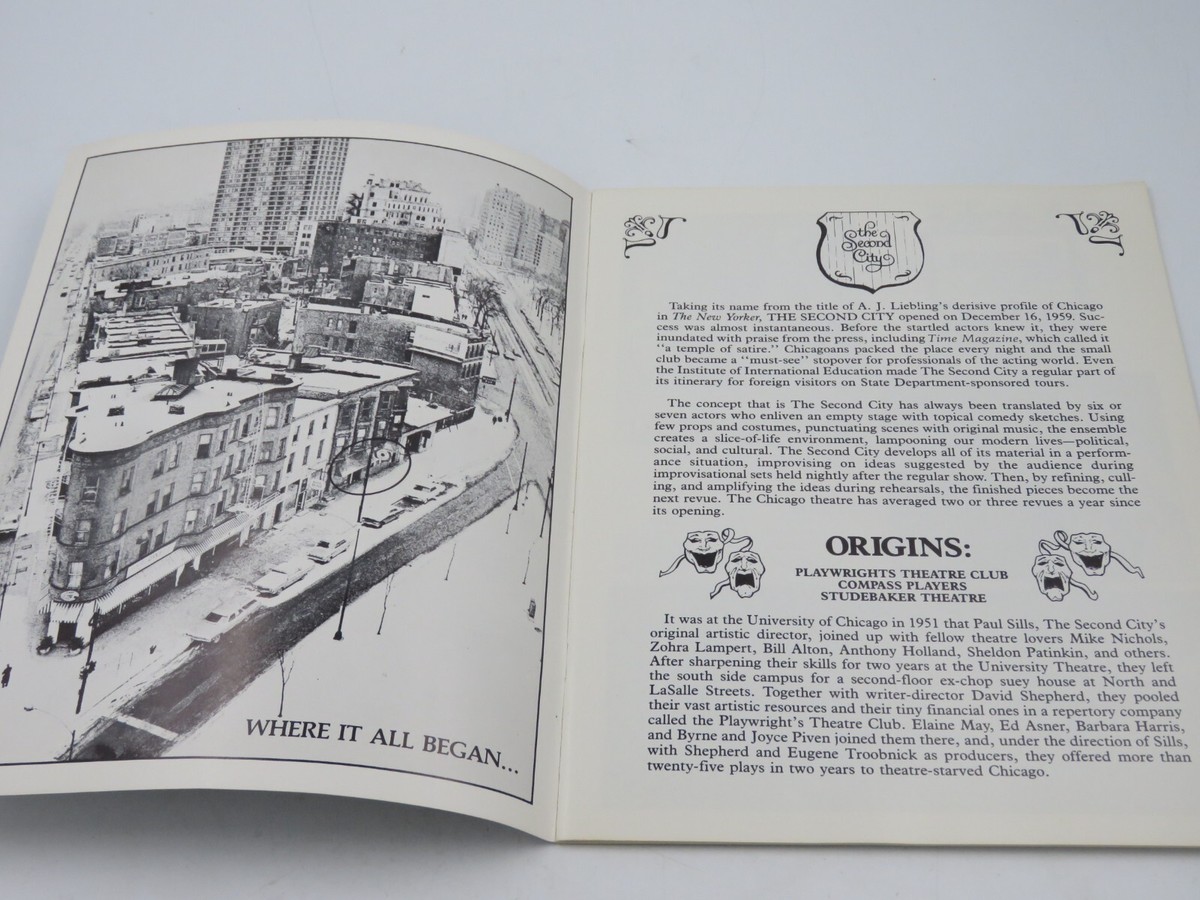 WHERE IT ALL BEGAN...
the
Second
City
Taking its name from the title of A. J. Liebling's derisive profile of Chicago
in The New Yorker, THE SECOND CITY opened on December 16, 1959. Suc-
cess was almost instantaneous. Before the startled actors knew it, they were
inundated with praise from the press, including Time Magazine, which called it
"a temple of satire." Chicagoans packed the place every night and the small
club became a "must-see" stopover for professionals of the acting world. Even
the Institute of International Education made The Second City a regular part of
its itinerary for foreign visitors on State Department-sponsored tours.
The concept that is The Second City has always been translated by six or
seven actors who enliven an empty stage with topical comedy sketches. Using
few props and costumes, punctuating scenes with original music, the ensemble
creates a slice-of-life environment, lampooning our modern lives—political,
social, and cultural. The Second City develops all of its material in a perform-
ance situation, improvising on ideas suggested by the audience during
improvisational sets held nightly after the regular show. Then, by refining, cull-
ing, and amplifying the ideas during rehearsals, the finished pieces become the
next revue. The Chicago theatre has averaged two or three revues a year since
its opening.
ORIGINS:
PLAYWRIGHTS THEATRE CLUB
COMPASS PLAYERS
STUDEBAKER THEATRE
It was at the University of Chicago in 1951 that Paul Sills, The Second City's
original artistic director, joined up with fellow theatre lovers Mike Nichols,
Zohra Lampert, Bill Alton, Anthony Holland, Sheldon Patinkin, and others.
After sharpening their skills for two years at the University Theatre, they left
the south side campus for a second-floor ex-chop suey house at North and
LaSalle Streets. Together with writer-director David Shepherd, they pooled
their vast artistic resources and their tiny financial ones in a repertory company
called the Playwright's Theatre Club. Elaine May, Ed Asner, Barbara Harris,
and Byrne and Joyce Piven joined them there, and, under the direction of Sills,
with Shepherd and Eugene Troobnick as producers, they offered more than
twenty-five plays in two years to theatre-starved Chicago.